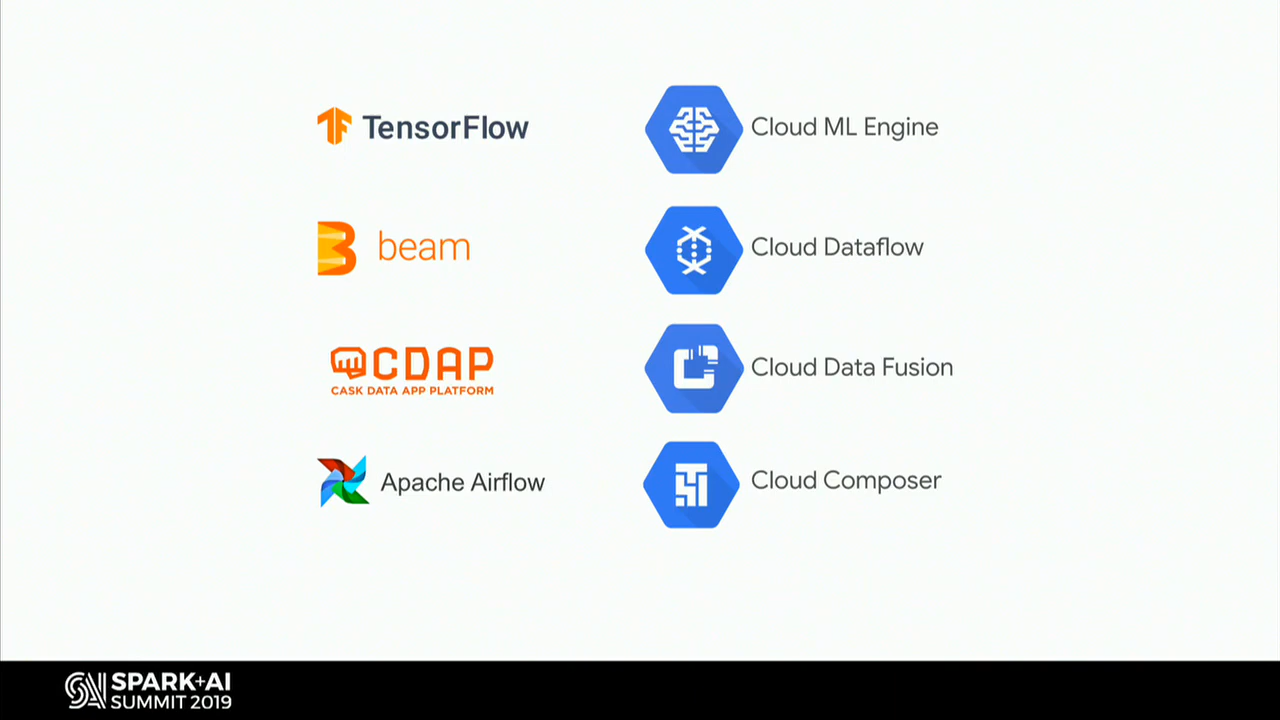 TensorFlow
Cloud ML Engine
beam
Cloud Dataflow
CDAP
CASK DATA APP PLATFORM
Cloud Data Fusion
Apache Airflow
Cloud Composer
SPARK+AI
SUMMIT 2019